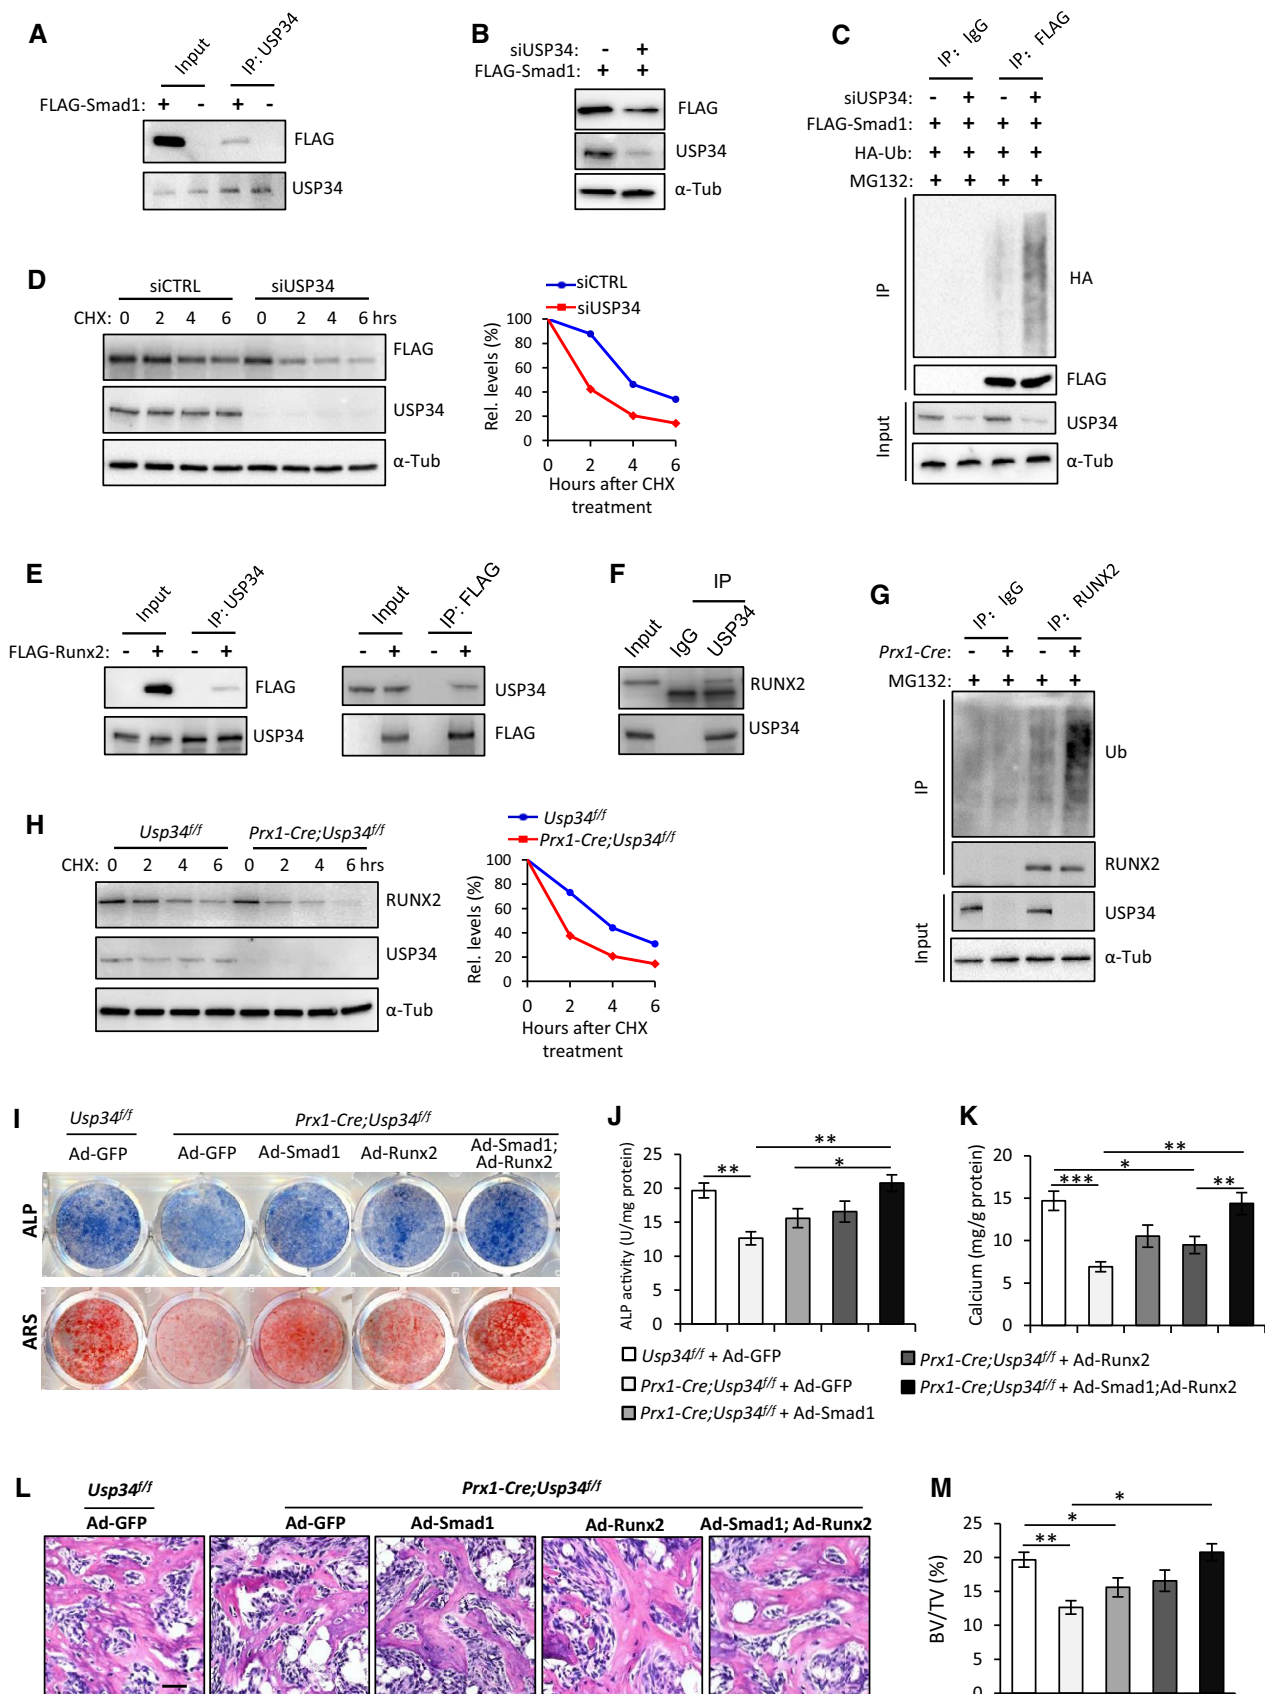 A
Input
IP: USP34
FLAG-Smad1: + - + -
FLAG
USP34
B
siUSP34: - +
FLAG-Smad1: + +
FLAG
USP34
α-Tub
C
IP: IgG
IP: FLAG
siUSP34: - + - +
FLAG-Smad1: + + + +
HA-Ub: + + + +
MG132: + + + +
IP
HA
FLAG
Input
USP34
α-Tub
D
siCTRL siUSP34
CHX: 0 2 4 6 0 2 4 6 hrs
FLAG
USP34
α-Tub
siCTRL
siUSP34
Rel. levels (%)
100
80
60
40
20
0
0 2 4 6
Hours after CHX
treatment
E
Input
IP: USP34
FLAG-Runx2: - + - +
FLAG
USP34
Input
IP: FLAG
- + - +
USP34
FLAG
F
IP
Input
IgG
USP34
RUNX2
USP34
G
IP: IgG
IP: RUNX2
Prx1-Cre: - + - +
MG132: + + + +
IP
Ub
RUNX2
Input
USP34
α-Tub
H
Usp34f/f Prx1-Cre;Usp34f/f
CHX: 0 2 4 6 0 2 4 6 hrs
RUNX2
USP34
α-Tub
Usp34f/f
Prx1-Cre;Usp34f/f
Rel. levels (%)
100
80
60
40
20
0
0 2 4 6
Hours after CHX
treatment
I
Usp34f/f Prx1-Cre;Usp34f/f
Ad-GFP Ad-GFP Ad-Smad1 Ad-Runx2 Ad-Smad1;
Ad-Runx2
ALP
ARS
J
ALP activity (U/mg protein)
25
20
15
10
5
0
** ** *
K
Calcium (mg/g protein)
20
15
10
5
0
*** * ** **
Usp34f/f + Ad-GFP
Prx1-Cre;Usp34f/f + Ad-GFP
Prx1-Cre;Usp34f/f + Ad-Smad1
Prx1-Cre;Usp34f/f + Ad-Runx2
Prx1-Cre;Usp34f/f + Ad-Smad1;Ad-Runx2
L
Usp34f/f Prx1-Cre;Usp34f/f
Ad-GFP Ad-GFP Ad-Smad1 Ad-Runx2 Ad-Smad1; Ad-Runx2
M
BV/TV (%)
25
20
15
10
5
0
** * *